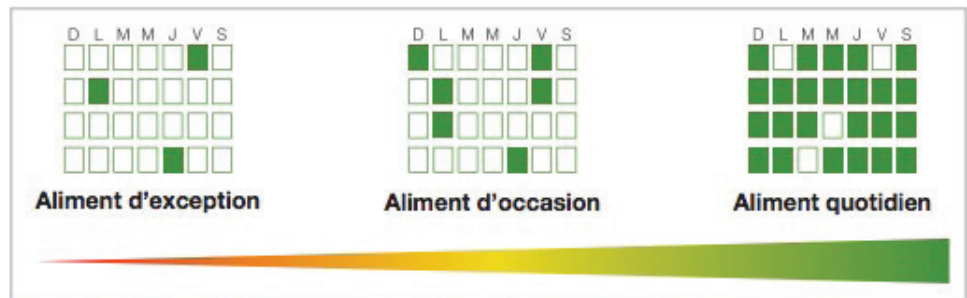 D L M M J V S
D L M M J V S
D L M M J V S
Aliment d'exception
Aliment d'occasion
Aliment quotidien